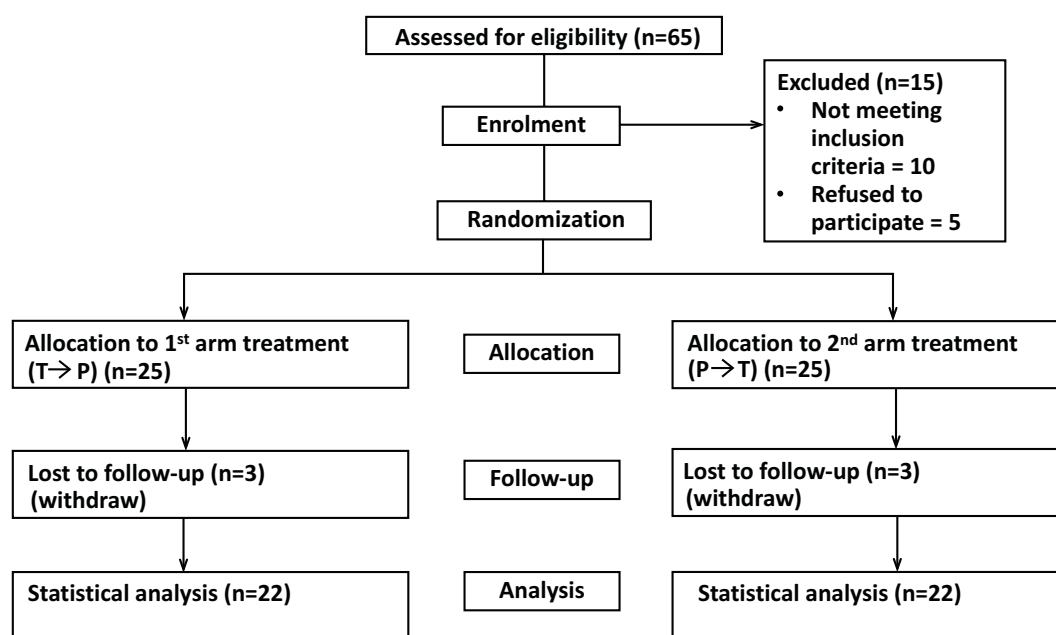 Assessed for eligibility (n=65)
Excluded (n=15)
• Not meeting
inclusion
criteria = 10
• Refused to
participate = 5
Enrolment
Randomization
Allocation to 1st arm treatment
(T→P) (n=25)
Allocation
Allocation to 2nd arm treatment
(P→T) (n=25)
Lost to follow-up (n=3)
(withdraw)
Follow-up
Lost to follow-up (n=3)
(withdraw)
Statistical analysis (n=22)
Analysis
Statistical analysis (n=22)